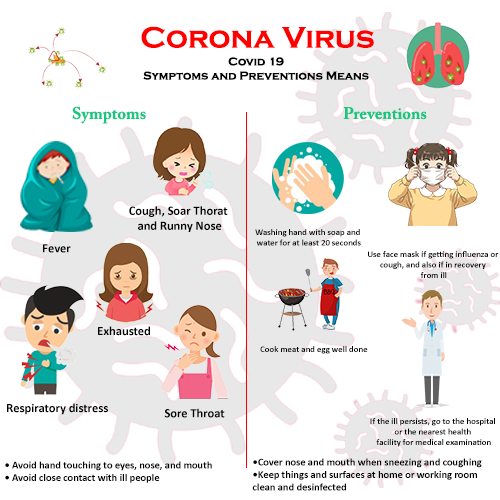 CORONA VIRUS
COVID 19
SYMPTOMS AND PREVENTIONS MEANS
Symptoms
Preventions
Fever
Cough, Soar Thorat
and Runny Nose
Exhausted
Respiratory distress
Sore Throat
Washing hand with soap and
water for at least 20 seconds
Use face mask if getting influenza or
cough, and also if in recovery
from ill
Cook meat and egg well done
If the ill persists, go to the hospital
or the nearest health
facility for medical examination
• Avoid hand touching to eyes, nose, and mouth
• Avoid close contact with ill people
•Cover nose and mouth when sneezing and coughing
•Keep things and surfaces at home or working room
clean and desinfected